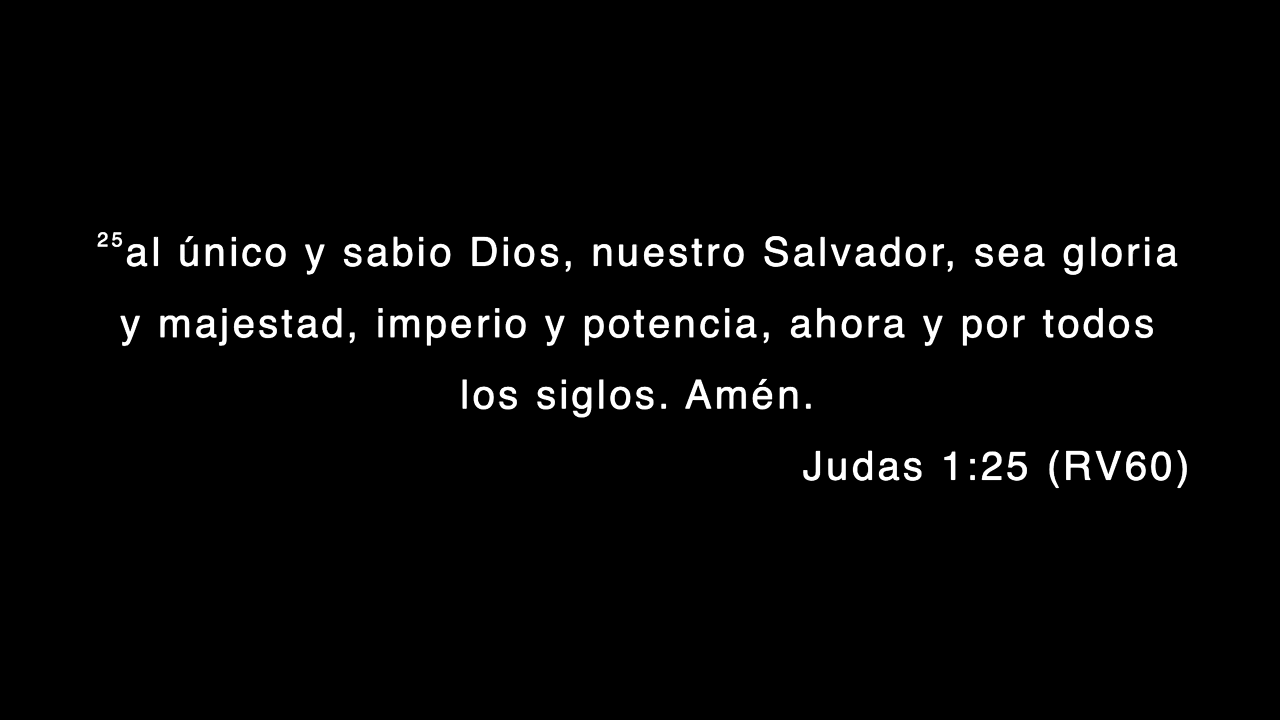 25al único y sabio Dios, nuestro Salvador, sea gloria
y majestad, imperio y potencia, ahora y por todos
los siglos. Amén.
Judas 1:25 (RV60)